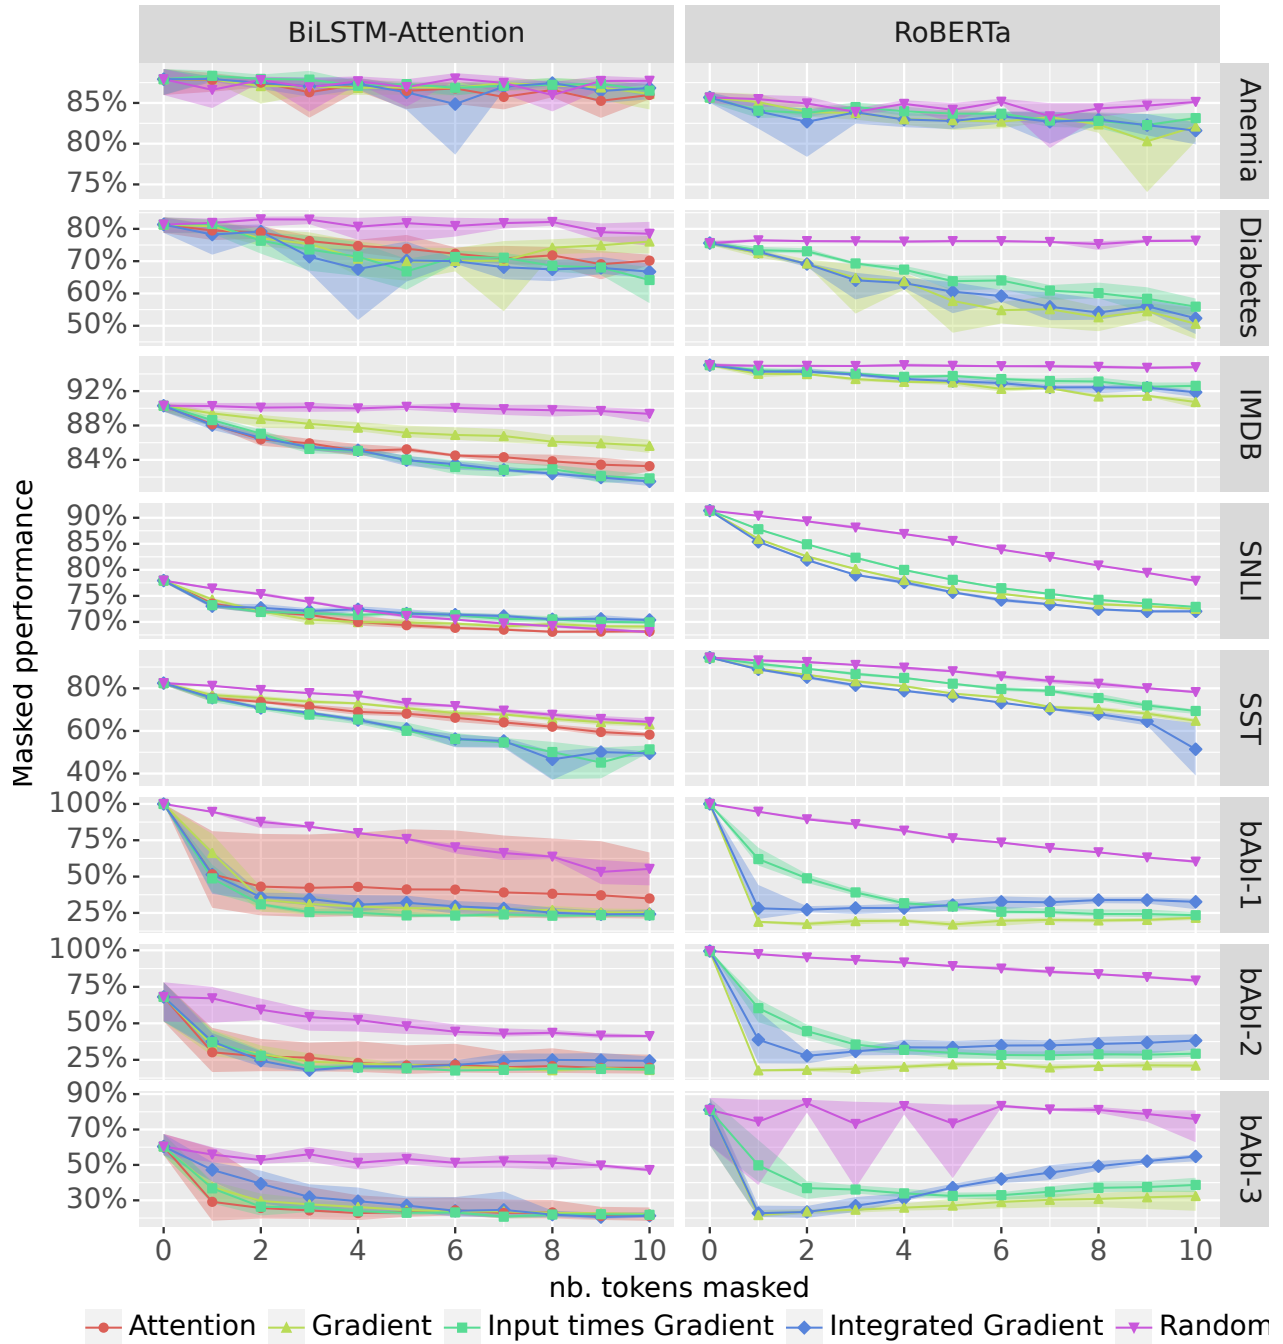 BiLSTM-Attention RoBERTa
85%
80%
75%
Anemia
80%
70%
60%
50%
Diabetes
92%
88%
84%
IMDB
90%
85%
80%
75%
70%
SNLI
80%
60%
40%
SST
100%
75%
50%
25%
bAbI-1
100%
75%
50%
25%
bAbI-2
90%
70%
50%
30%
bAbI-3
Masked pperformance
0 2 4 6 8 10 0 2 4 6 8 10
nb. tokens masked
Attention Gradient Input times Gradient Integrated Gradient Random